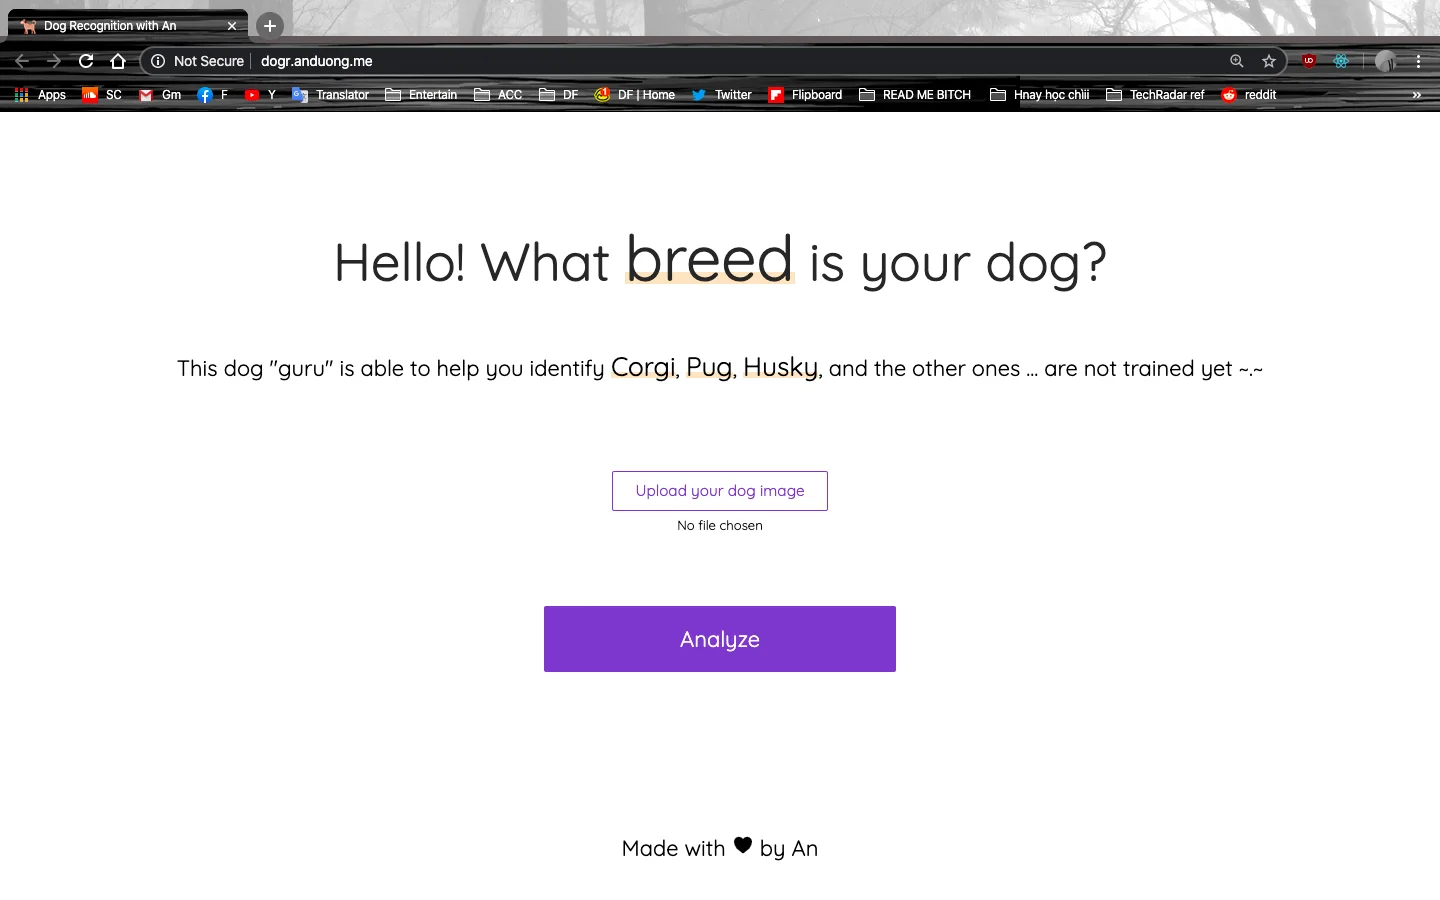 Dog Recognition with An
Not Secure dogr.anduong.me
Apps SC Gm F Y Translator Entertain ACC DF DF | Home Twitter Flipboard READ ME BITCH Hnay học chìii TechRadar ref reddit
Hello! What breed is your dog?
This dog "guru" is able to help you identify Corgi, Pug, Husky, and the other ones ... are not trained yet ~.~
Upload your dog image
No file chosen
Analyze
Made with ♥ by An